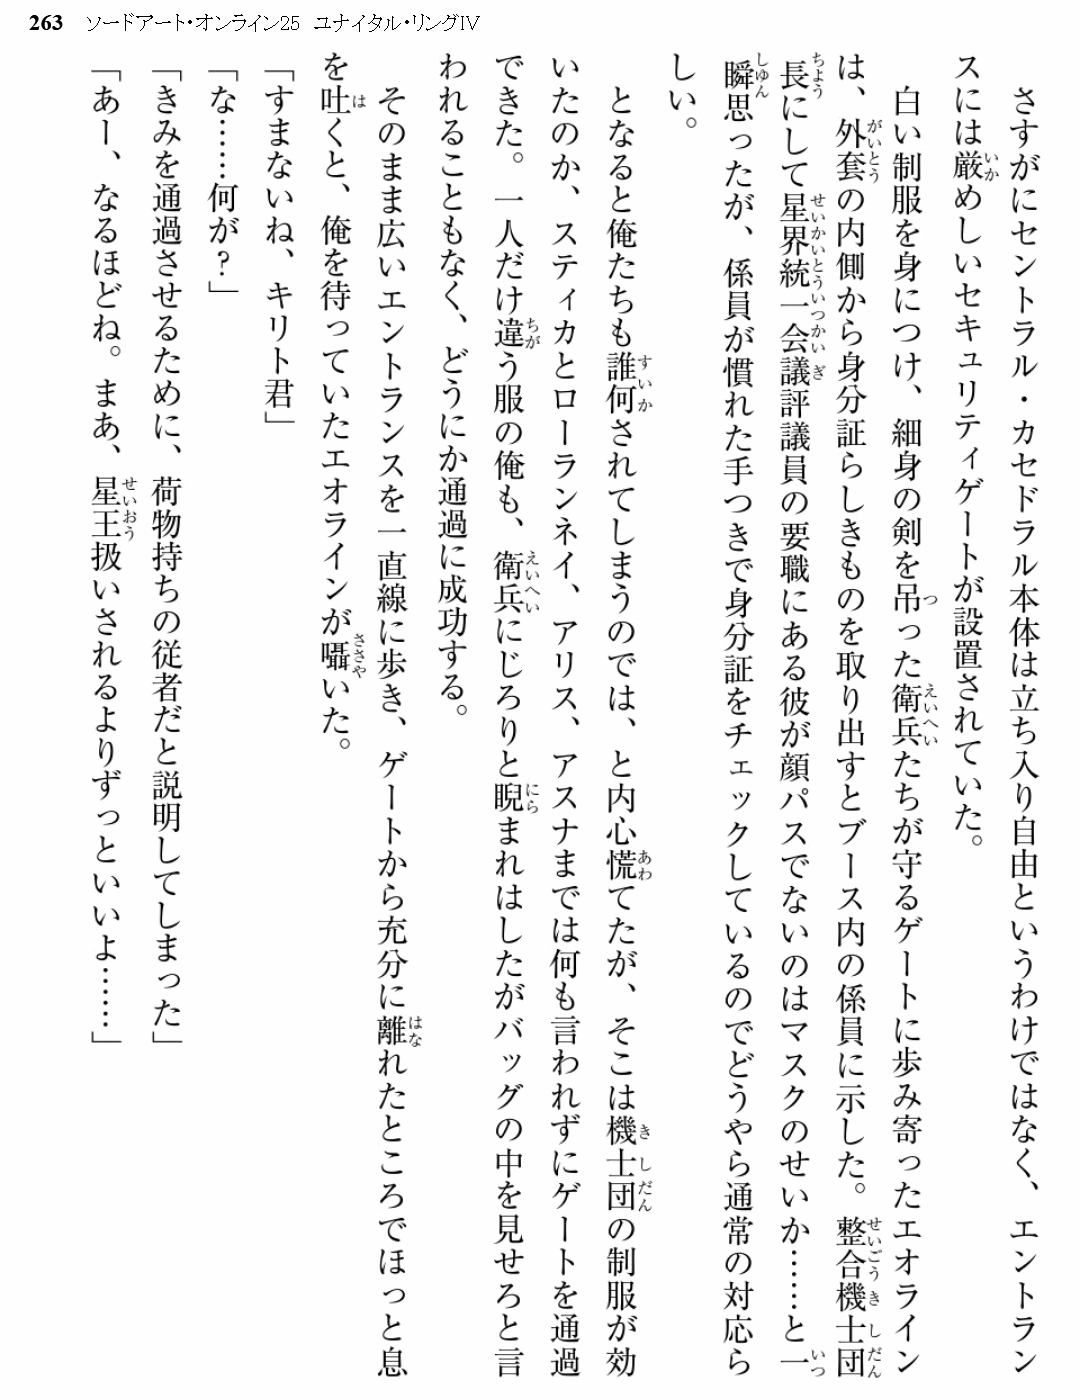 263 ソードアート・オンライン25 ユナイタル・リングⅣ
　さすがにセントラル・カセドラル本体は立ち入り自由というわけではなく、エントラン
スには厳めしいセキュリティゲートが設置されていた。
　白い制服を身につけ、細身の剣を吊った衛兵たちが守るゲートに歩み寄ったエオライン
は、外套の内側から身分証らしきものを取り出すとブース内の係員に示した。整合機士団
長にして星界統一会議評議員の要職にある彼が顔パスでないのはマスクのせいか……と一
瞬思ったが、係員が慣れた手つきで身分証をチェックしているのでどうやら通常の対応ら
しい。
　となると俺たちも誰何されてしまうのでは、と内心慌てたが、そこは機士団の制服が効
いたのか、スティカとローランネイ、アリス、アスナまでは何も言われずにゲートを通過
できた。一人だけ違う服の俺も、衛兵にじろりと睨まれはしたがバッグの中を見せろと言
われることもなく、どうにか通過に成功する。
　そのまま広いエントランスを一直線に歩き、ゲートから充分に離れたところでほっと息
を吐くと、俺を待っていたエオラインが囁いた。
「すまないね、キリト君」
「な……何が？」
「きみを通過させるために、荷物持ちの従者だと説明してしまった」
「あー、なるほどね。まあ、星王扱いされるよりずっといいよ……」